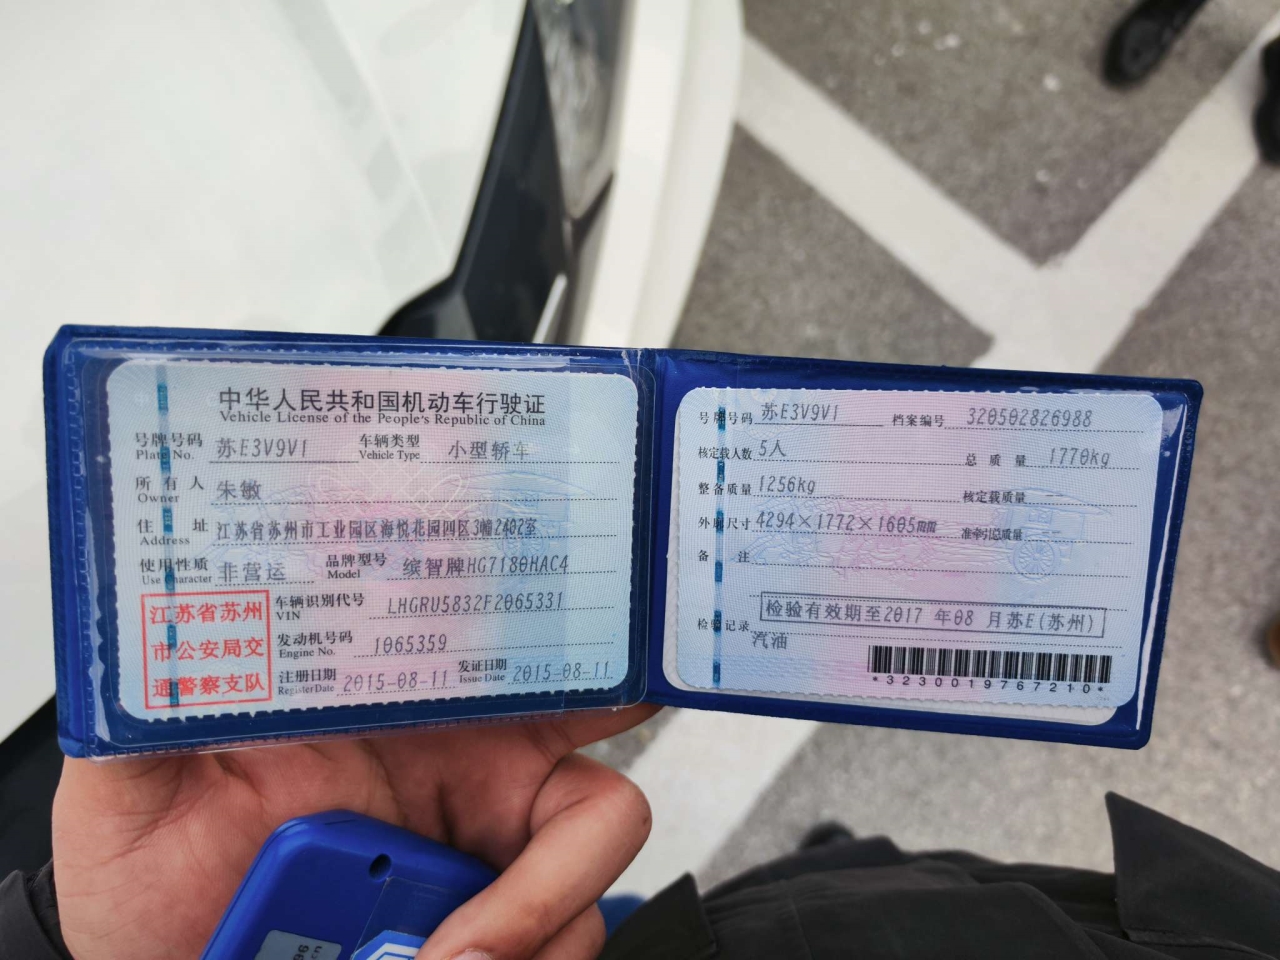 中华人民共和国机动车行驶证
Vehicle License of the People's Republic of China
号牌号码 苏E3V9V1 车辆类型 小型轿车
Plate No. Vehicle Type
所有人 朱敏
Owner
住址 江苏省苏州市工业园区海悦花园四区3幢2402室
Address
使用性质 非营运 品牌型号 缤智牌HG7180HAC4
Use Character Model
江苏省苏州
市公安局交
通警察支队
车辆识别代号 LHGRU5832F2065331
VIN
发动机号码 1065359
Engine No.
注册日期 2015-08-11 发证日期 2015-08-11
Register Date Issue Date
号牌号码 苏E3V9V1 档案编号 320502826988
核定载人数 5人 总质量 1770kg
整备质量 1256kg 核定载质量
外廓尺寸 4294×1772×1605mm 准牵引总质量
备注
检验有效期至2017 年08 月苏E(苏州)
检验记录
汽油
*3230019767210*